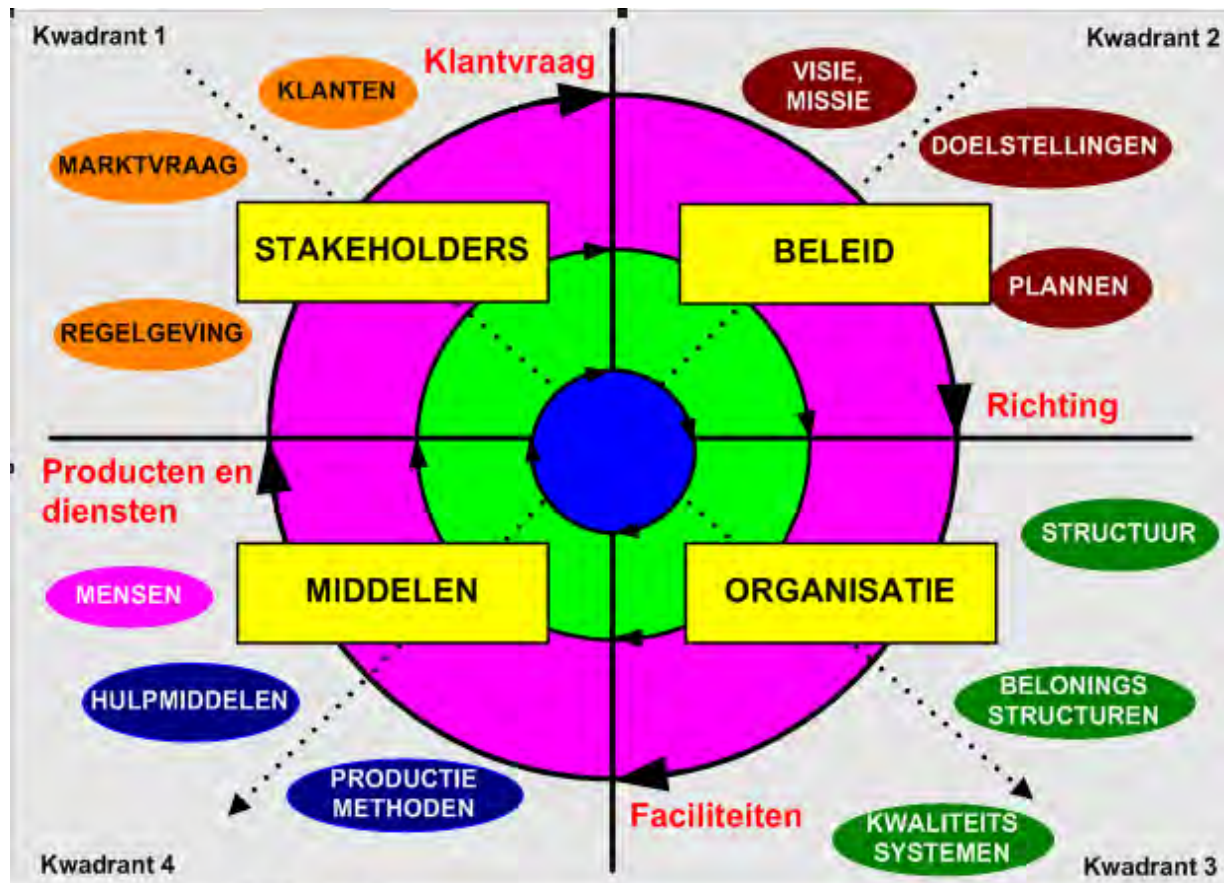 Kwadrant 1
Kwadrant 2
Klantvraag
KLANTEN
VISIE,
MISSIE
MARKTVRAAG
DOELSTELLINGEN
STAKEHOLDERS
BELEID
PLANNEN
REGELGEVING
Richting
Producten en
diensten
STRUCTUUR
MENSEN
MIDDELEN
ORGANISATIE
HULPMIDDELEN
BELONINGS
STRUCTUREN
PRODUCTIE
METHODEN
Faciliteiten
KWALITEITS
SYSTEMEN
Kwadrant 4
Kwadrant 3